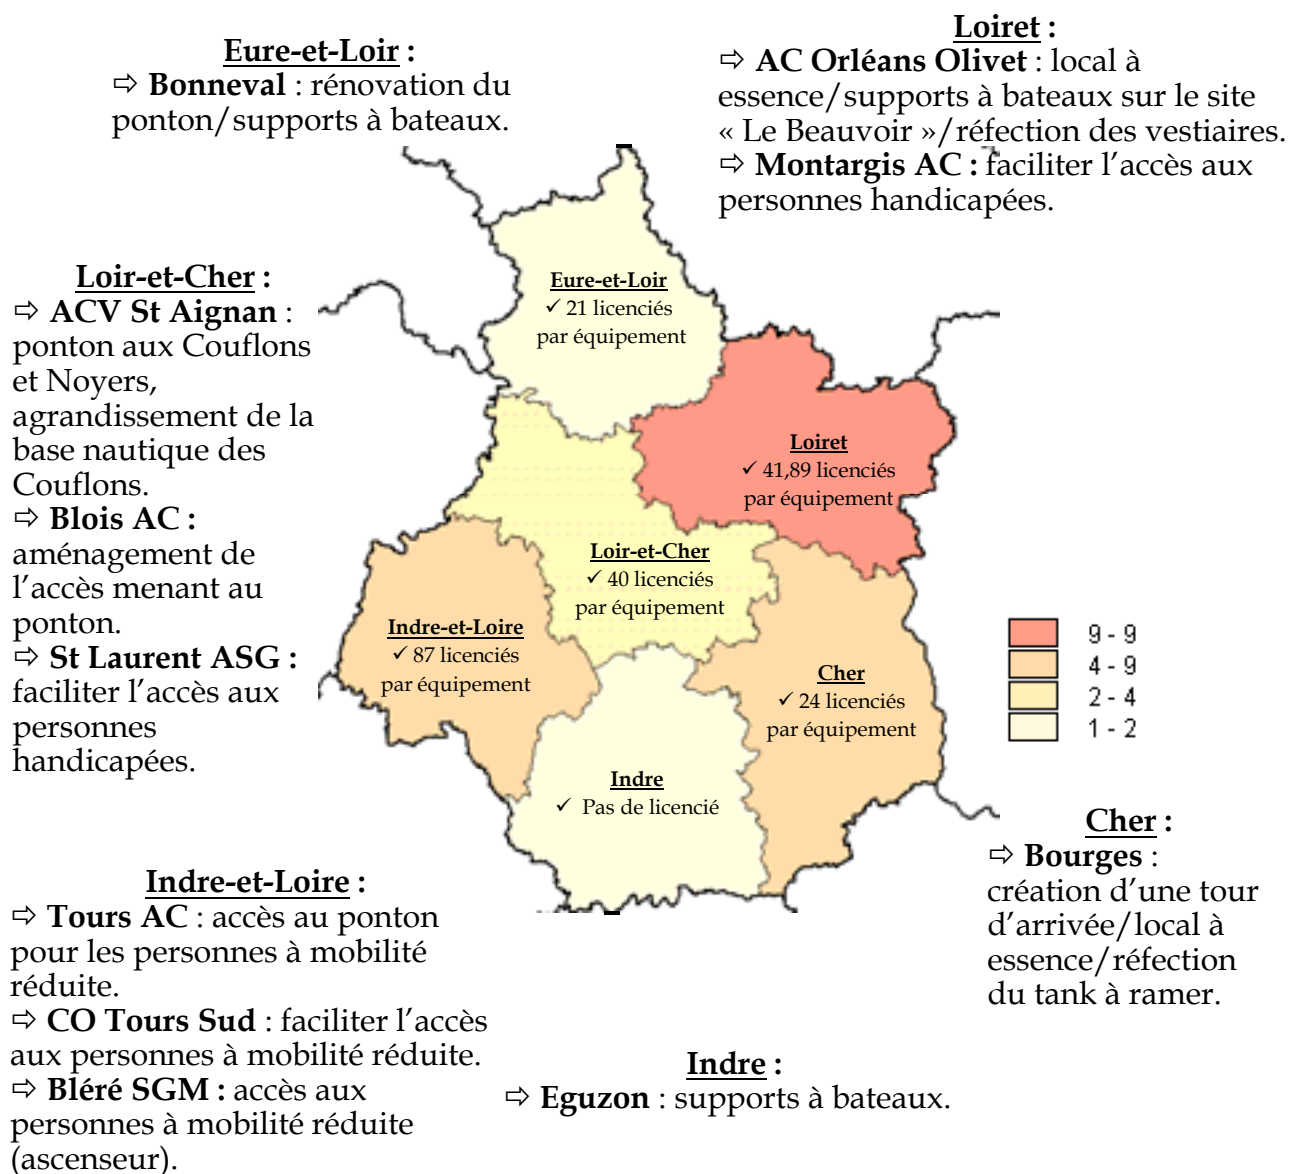 Eure-et-Loir :
⇨ Bonneval : rénovation du
ponton/supports à bateaux.
Loiret :
⇨ AC Orléans Olivet : local à
essence/supports à bateaux sur le site
« Le Beauvoir »/réfection des vestiaires.
⇨ Montargis AC : faciliter l’accès aux
personnes handicapées.
Loir-et-Cher :
⇨ ACV St Aignan :
ponton aux Couflons
et Noyers,
agrandissement de la
base nautique des
Couflons.
⇨ Blois AC :
aménagement de
l’accès menant au
ponton.
⇨ St Laurent ASG :
faciliter l’accès aux
personnes
handicapées.
Eure-et-Loir
✓ 21 licenciés
par équipement
Loiret
✓ 41,89 licenciés
par équipement
Loir-et-Cher
✓ 40 licenciés
par équipement
Indre-et-Loire
✓ 87 licenciés
par équipement
Cher
✓ 24 licenciés
par équipement
Indre
✓ Pas de licencié
9 - 9
4 - 9
2 - 4
1 - 2
Indre-et-Loire :
⇨ Tours AC : accès au ponton
pour les personnes à mobilité
réduite.
⇨ CO Tours Sud : faciliter l’accès
aux personnes à mobilité réduite.
⇨ Bléré SGM : accès aux
personnes à mobilité réduite
(ascenseur).
Indre :
⇨ Eguzon : supports à bateaux.
Cher :
⇨ Bourges :
création d’une tour
d’arrivée/local à
essence/réfection
du tank à ramer.